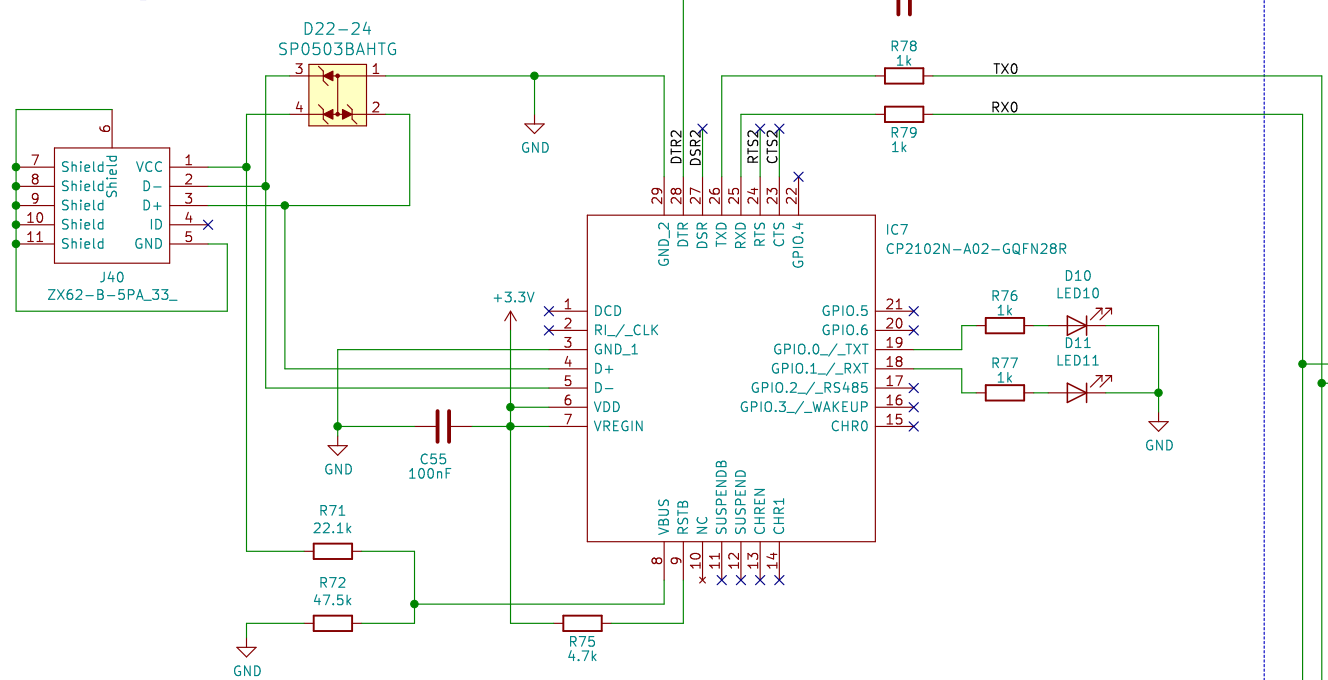 D22-24
SP0503BAHTG
3
1
4
2
GND
R78
1k
TX0
RX0
R79
1k
DTR2
DSR2
RTS2
CTS2
6
7
8
9
10
11
Shield
Shield
Shield
Shield
Shield
Shield
VCC
D-
D+
ID
GND
1
2
3
4
5
J40
ZX62-B-5PA_33_
29
28
27
26
25
24
23
22
GND_2
DTR
DSR
TXD
RXD
RTS
CTS
GPIO.4
IC7
CP2102N-A02-GQFN28R
+3.3V
1
2
3
4
5
6
7
DCD
RI_/_CLK
GND_1
D+
D-
VDD
VREGIN
GPIO.5
GPIO.6
GPIO.0_/_TXT
GPIO.1_/_RXT
GPIO.2_/_RS485
GPIO.3_/_WAKEUP
CHR0
21
20
19
18
17
16
15
R76
1k
D10
LED10
R77
1k
D11
LED11
GND
GND
C55
100nF
VBUS
RSTB
NC
SUSPENDB
SUSPEND
CHREN
CHR1
8
9
10
11
12
13
14
R71
22.1k
R72
47.5k
GND
R75
4.7k